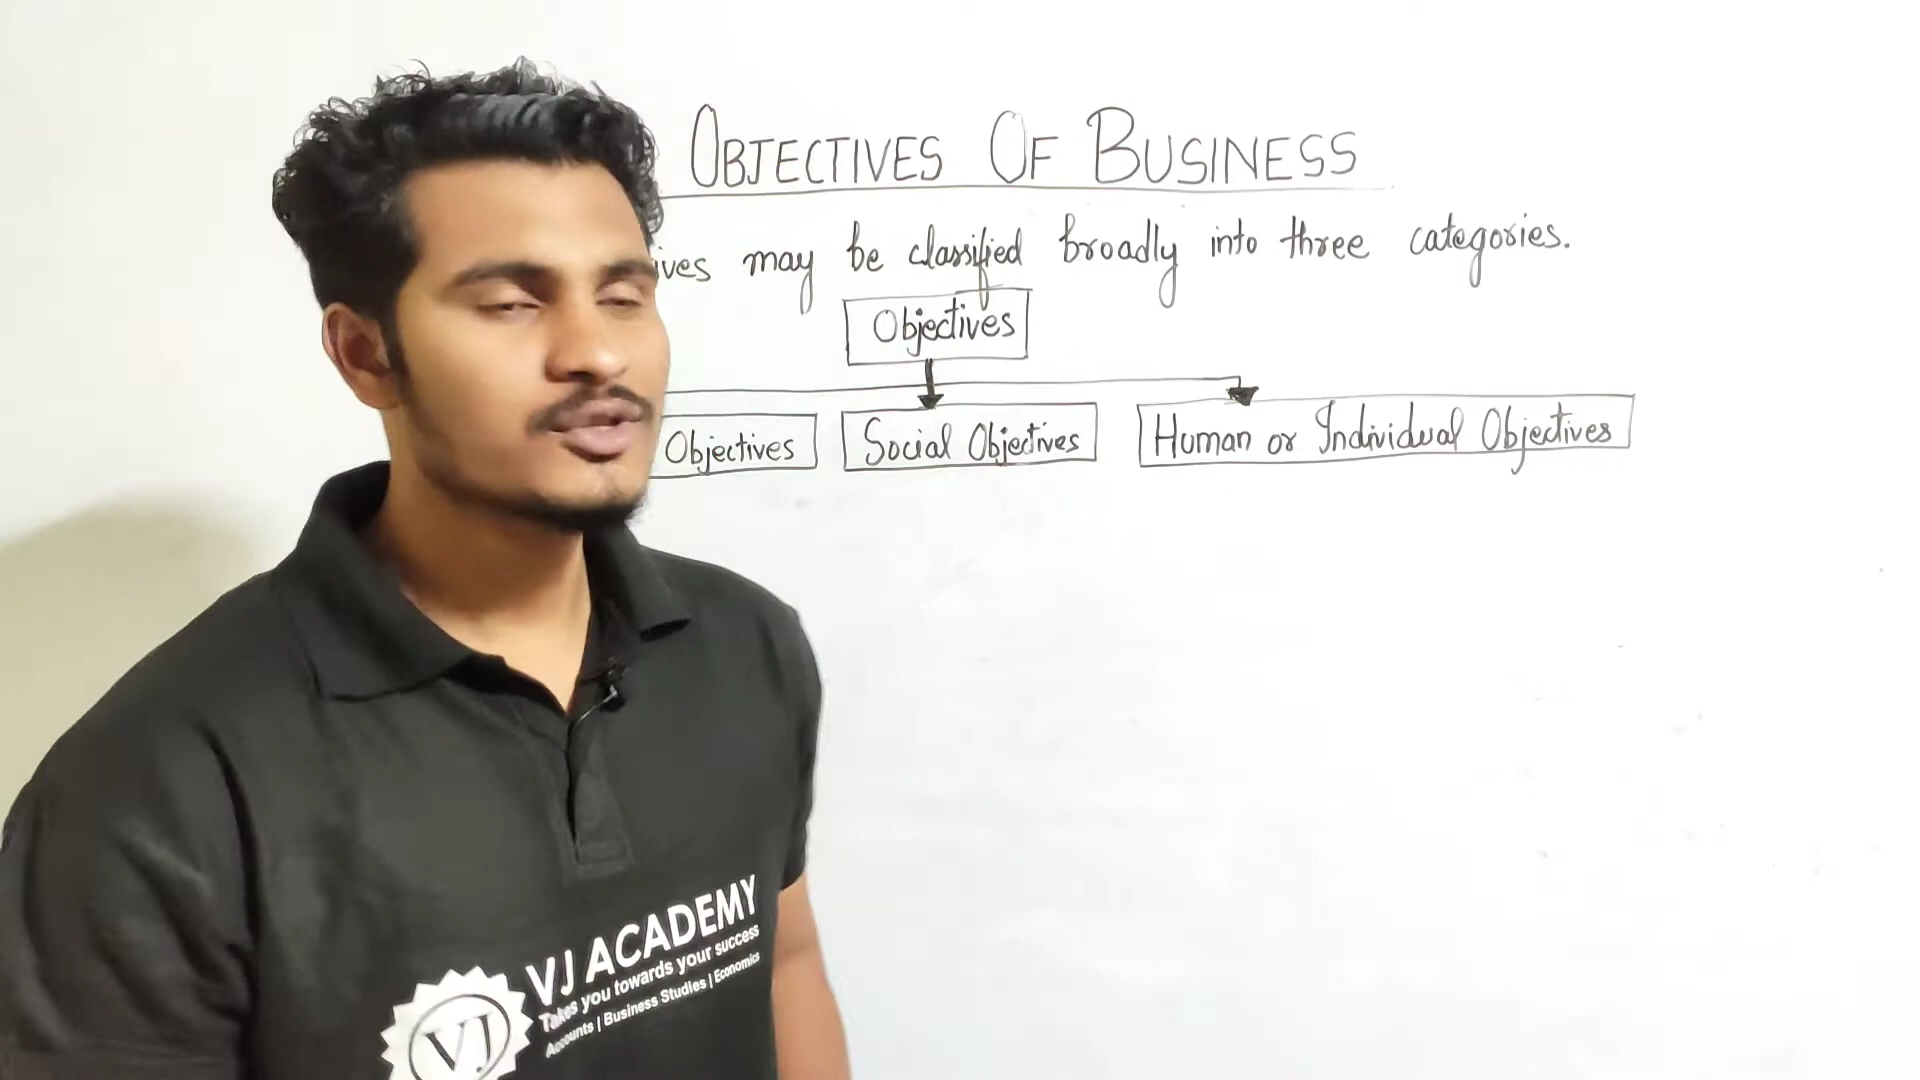 OBJECTIVES OF BUSINESS
ives may be classified broadly into three categories.
Objectives
Objectives
Social Objectives
Human or Individual Objectives
VJ ACADEMY
Takes you towards your success
Accounts | Business Studies | Economics
VJ